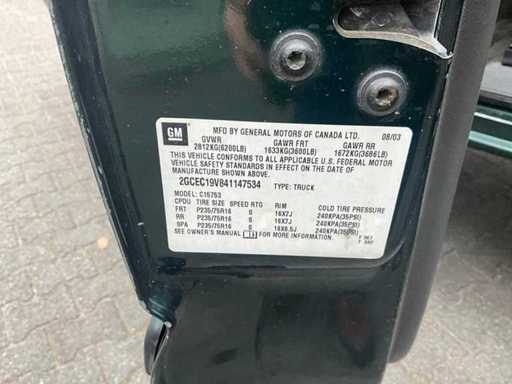 GM
MFD BY GENERAL MOTORS OF CANADA LTD. 08/03
GVWR GAWR FRT GAWR RR
2812KG(6200LB) 1633KG(3600LB) 1672KG(3686LB)
THIS VEHICLE CONFORMS TO ALL APPLICABLE U.S. FEDERAL MOTOR
VEHICLE SAFETY STANDARDS IN EFFECT ON THE DATE OF
MANUFACTURE SHOWN ABOVE.
2GCEC19V841147534 TYPE: TRUCK
MODEL: C15753
CPDU TIRE SIZE SPEED RTG RIM COLD TIRE PRESSURE
FRT P235/75R16 S 16X7J 240KPA(35PSI)
RR P235/75R16 S 16X7J 240KPA(35PSI)
SPA P235/75R16 S 16X6.5J 240KPA(35PSI)
SEE OWNER'S MANUAL FOR MORE INFORMATION.